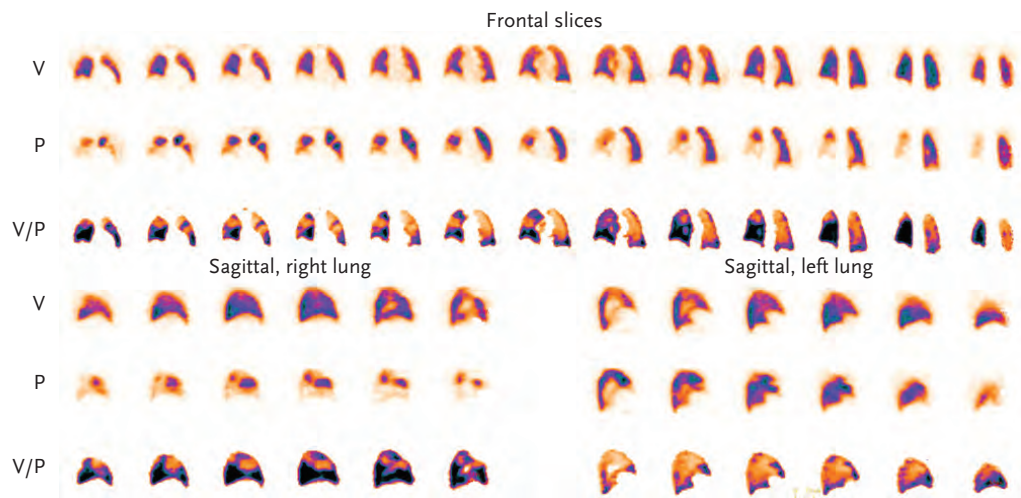 Frontal slices
V
P
V/P
Sagittal, right lung
Sagittal, left lung
V
P
V/P